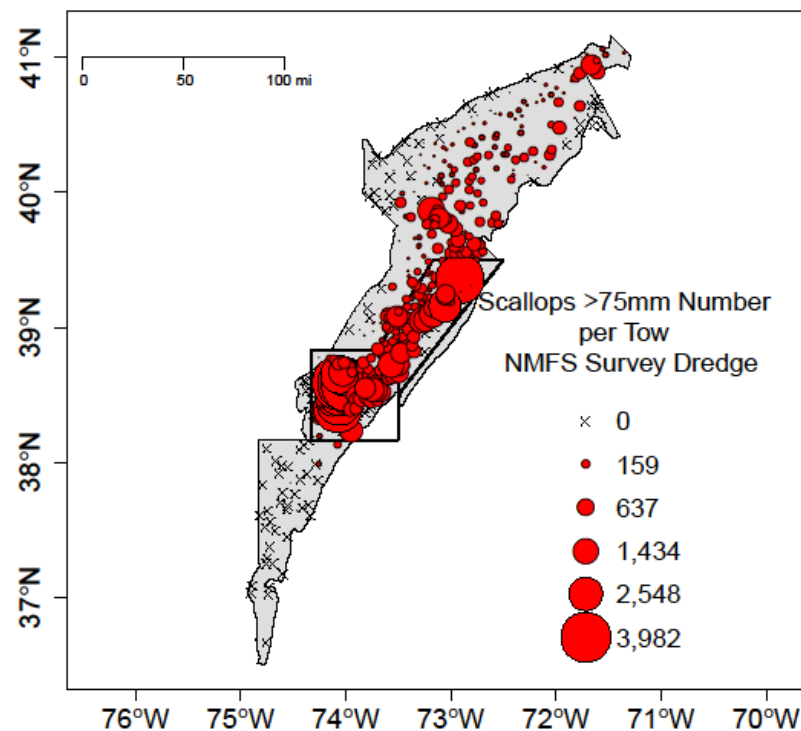 41°N
0
50
100 mi
40°N
39°N
Scallops >75mm Number
per Tow
NMFS Survey Dredge
0
159
38°N
637
1,434
37°N
2,548
3,982
76°W
75°W
74°W
73°W
72°W
71°W
70°W